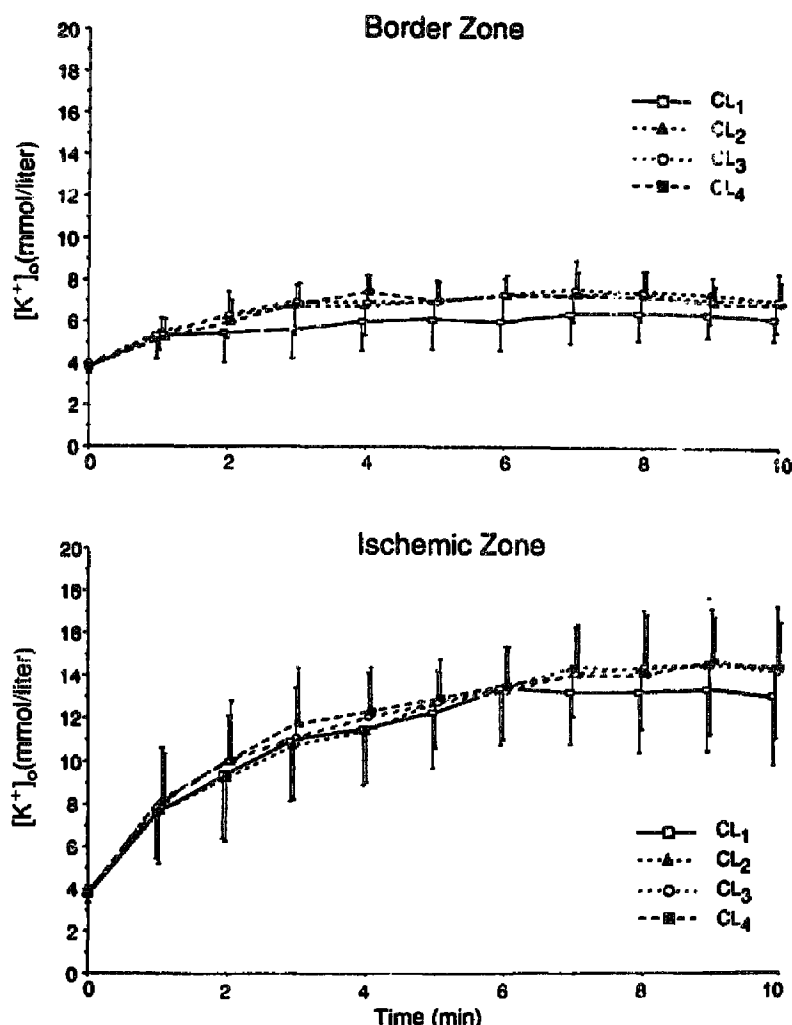 Border Zone
20
18
16
14
12
10
8
6
4
2
0
[K+]o (mmol/liter)
CL1
CL2
CL3
CL4
0 2 4 6 8 10
Ischemic Zone
20
18
16
14
12
10
8
6
4
2
0
[K+]o (mmol/liter)
CL1
CL2
CL3
CL4
0 2 4 6 8 10
Time (min)